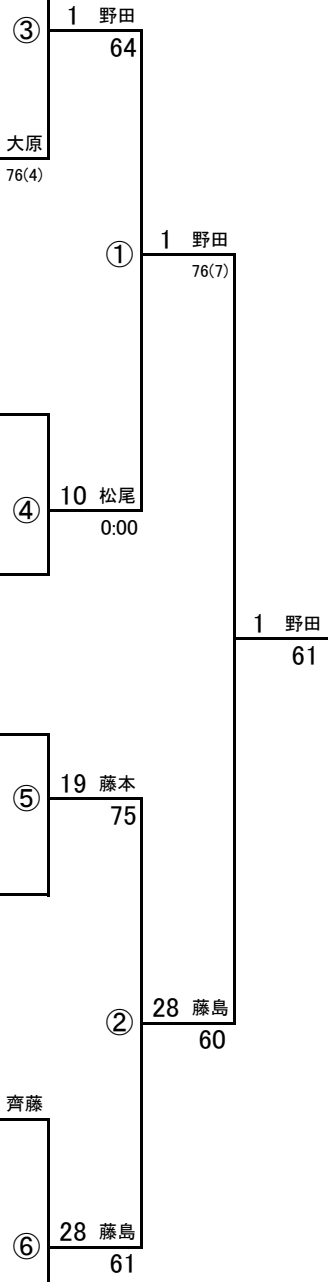 ③
1 野田
64
大原
76(4)
①
1 野田
76(7)
④
10 松尾
0:00
1 野田
61
⑤
19 藤本
75
②
28 藤島
60
齊藤
⑥
28 藤島
61